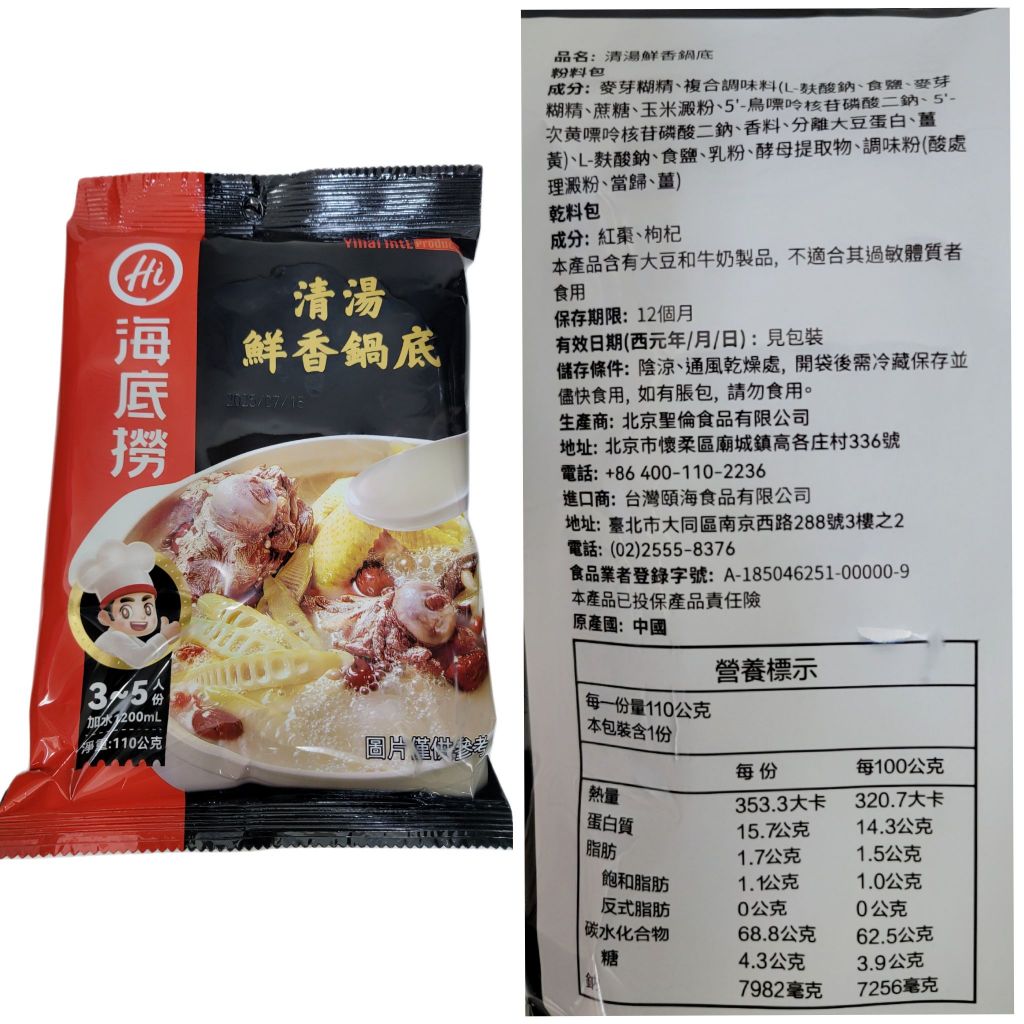 Yihai Intl. Produ
Hi
海底撈
清湯
鮮香鍋底
2025/07/18
3~5人份
加水1200mL
淨重:110公克
圖片僅供參考
品名: 清湯鮮香鍋底
粉料包
成分: 麥芽糊精、複合調味料(L-麩酸鈉、食鹽、麥芽
糊精、蔗糖、玉米澱粉、5'-鳥嘌呤核苷磷酸二鈉、5'-
次黃嘌呤核苷磷酸二鈉、香料、分離大豆蛋白、薑
黃)、L-麩酸鈉、食鹽、乳粉、酵母提取物、調味粉(酸處
理澱粉、當歸、薑)
乾料包
成分: 紅棗、枸杞
本產品含有大豆和牛奶製品, 不適合其過敏體質者
食用
保存期限: 12個月
有效日期(西元年/月/日): 見包裝
儲存條件: 陰涼、通風乾燥處, 開袋後需冷藏保存並
儘快食用, 如有脹包, 請勿食用。
生產商: 北京聖倫食品有限公司
地址: 北京市懷柔區廟城鎮高各庄村336號
電話: +86 400-110-2236
進口商: 台灣頤海食品有限公司
地址: 臺北市大同區南京西路288號3樓之2
電話: (02)2555-8376
食品業者登錄字號: A-185046251-00000-9
本產品已投保產品責任險
原產國: 中國
營養標示
每一份量110公克
本包裝含1份
每份 每100公克
熱量 353.3大卡 320.7大卡
蛋白質 15.7公克 14.3公克
脂肪 1.7公克 1.5公克
飽和脂肪 1.1公克 1.0公克
反式脂肪 0公克 0公克
碳水化合物 68.8公克 62.5公克
糖 4.3公克 3.9公克
鈉 7982毫克 7256毫克